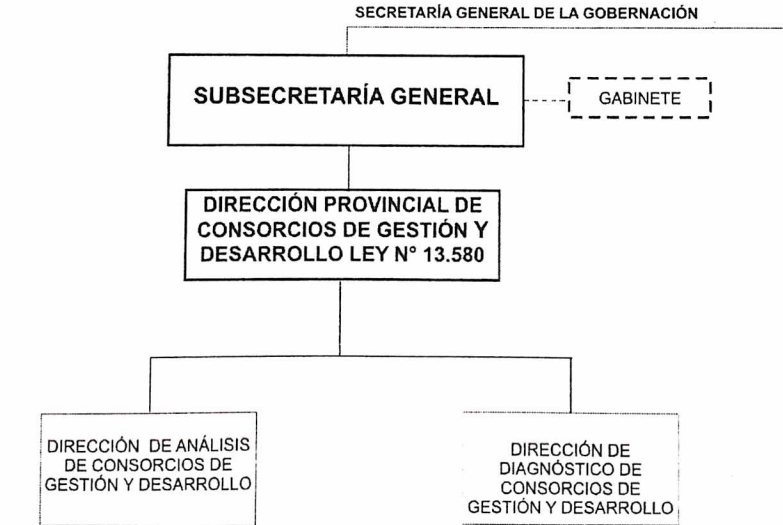 SECRETARÍA GENERAL DE LA GOBERNACIÓN
SUBSECRETARÍA GENERAL
GABINETE
DIRECCIÓN PROVINCIAL DE
CONSORCIOS DE GESTIÓN Y
DESARROLLO LEY N° 13.580
DIRECCIÓN DE ANÁLISIS
DE CONSORCIOS DE
GESTIÓN Y DESARROLLO
DIRECCIÓN DE
DIAGNÓSTICO DE
CONSORCIOS DE
GESTIÓN Y DESARROLLO